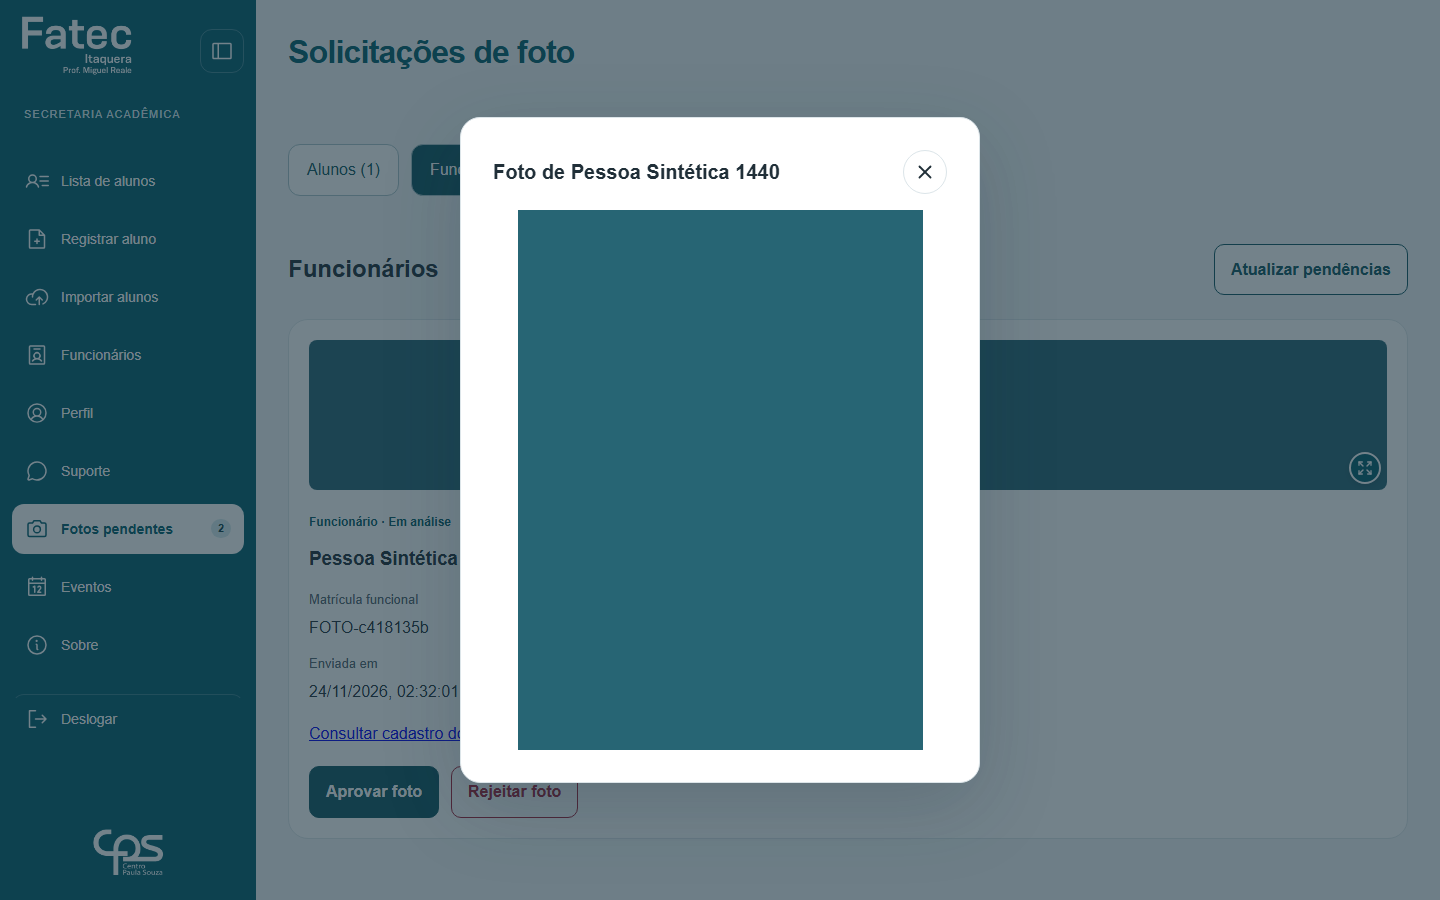 Fatec
Itaquera
Prof. Miguel Reale
SECRETARIA ACADÊMICA
Lista de alunos
Registrar aluno
Importar alunos
Funcionários
Perfil
Suporte
Fotos pendentes 2
Eventos
12
Sobre
Deslogar
cps
Centro
Paula Souza
Solicitações de foto
Alunos (1)
Funcionários
Atualizar pendências
Funcionário · Em análise
Pessoa Sintética
Matrícula funcional
FOTO-c418135b
Enviada em
24/11/2026, 02:32:01
Consultar cadastro
Aprovar foto
Rejeitar foto
Foto de Pessoa Sintética 1440